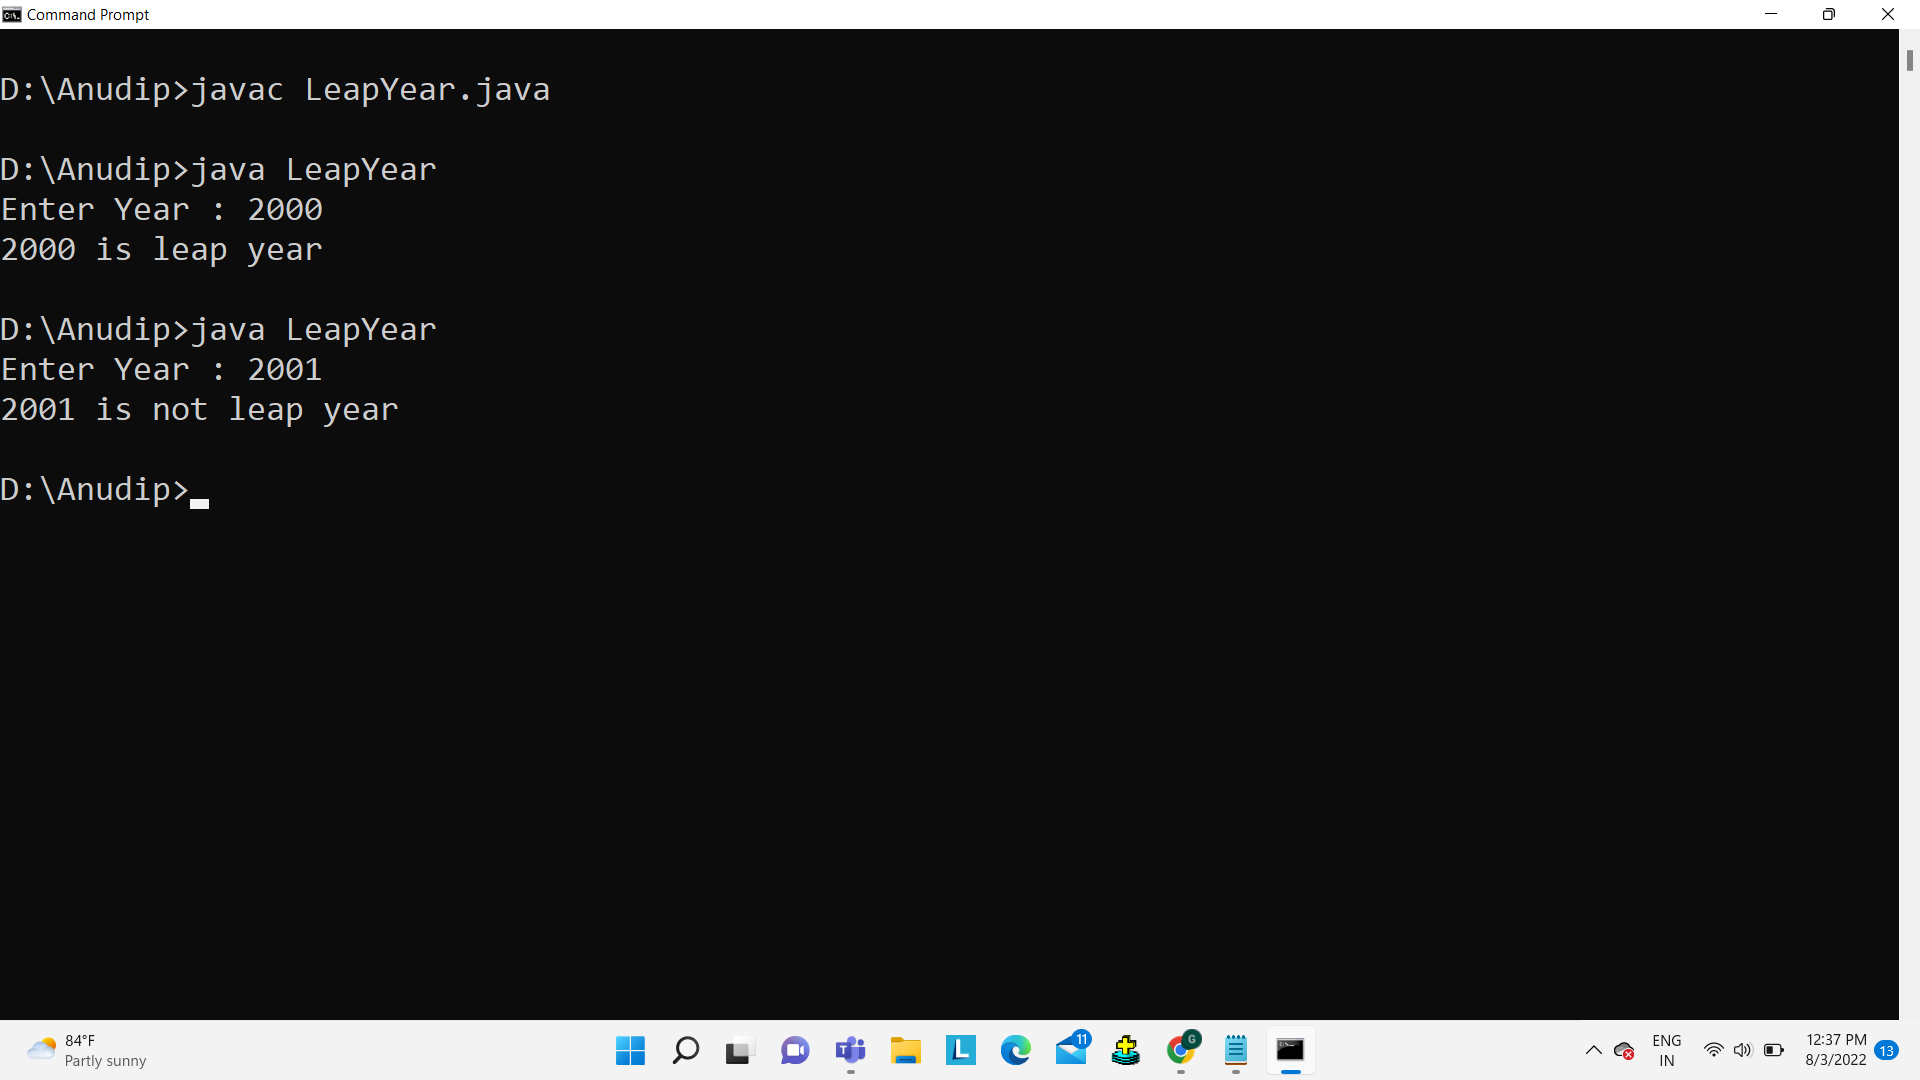 Command Prompt
D:\Anudip>javac LeapYear.java
D:\Anudip>java LeapYear
Enter Year : 2000
2000 is leap year
D:\Anudip>java LeapYear
Enter Year : 2001
2001 is not leap year
D:\Anudip>
84°F
Partly sunny
L
11
G
ENG
IN
12:37 PM
8/3/2022
13